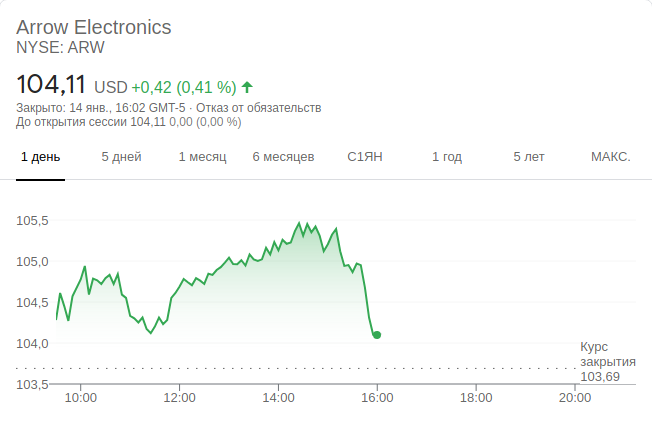 Arrow Electronics
NYSE: ARW
104,11 USD +0,42 (0,41 %)
Закрыто: 14 янв., 16:02 GMT-5 · Отказ от обязательств
До открытия сессии 104,11 0,00 (0,00 %)
1 день 5 дней 1 месяц 6 месяцев С1ЯН 1 год 5 лет МАКС.
105,5
105,0
104,5
104,0
Курс
закрытия
103,69
103,5
10:00 12:00 14:00 16:00 18:00 20:00